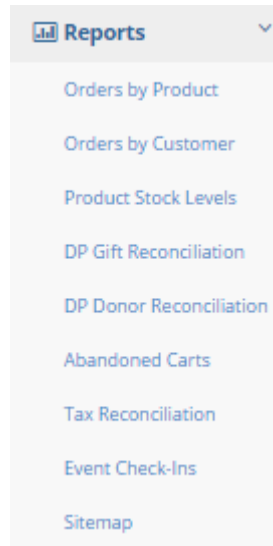 Reports
Orders by Product
Orders by Customer
Product Stock Levels
DP Gift Reconciliation
DP Donor Reconciliation
Abandoned Carts
Tax Reconciliation
Event Check-Ins
Sitemap